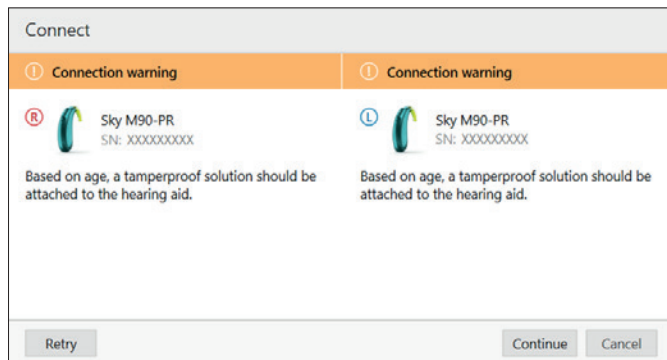 Connect
Connection warning
R
Sky M90-PR
SN: XXXXXXXXX
Based on age, a tamperproof solution should be
attached to the hearing aid.
Connection warning
L
Sky M90-PR
SN: XXXXXXXXX
Based on age, a tamperproof solution should be
attached to the hearing aid.
Retry
Continue
Cancel